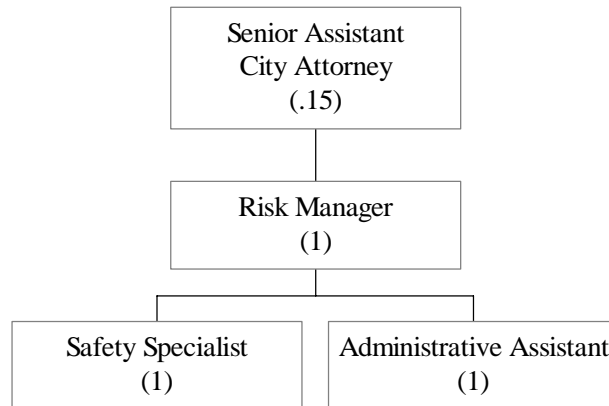 Senior Assistant
City Attorney
(.15)
Risk Manager
(1)
Safety Specialist
(1)
Administrative Assistant
(1)